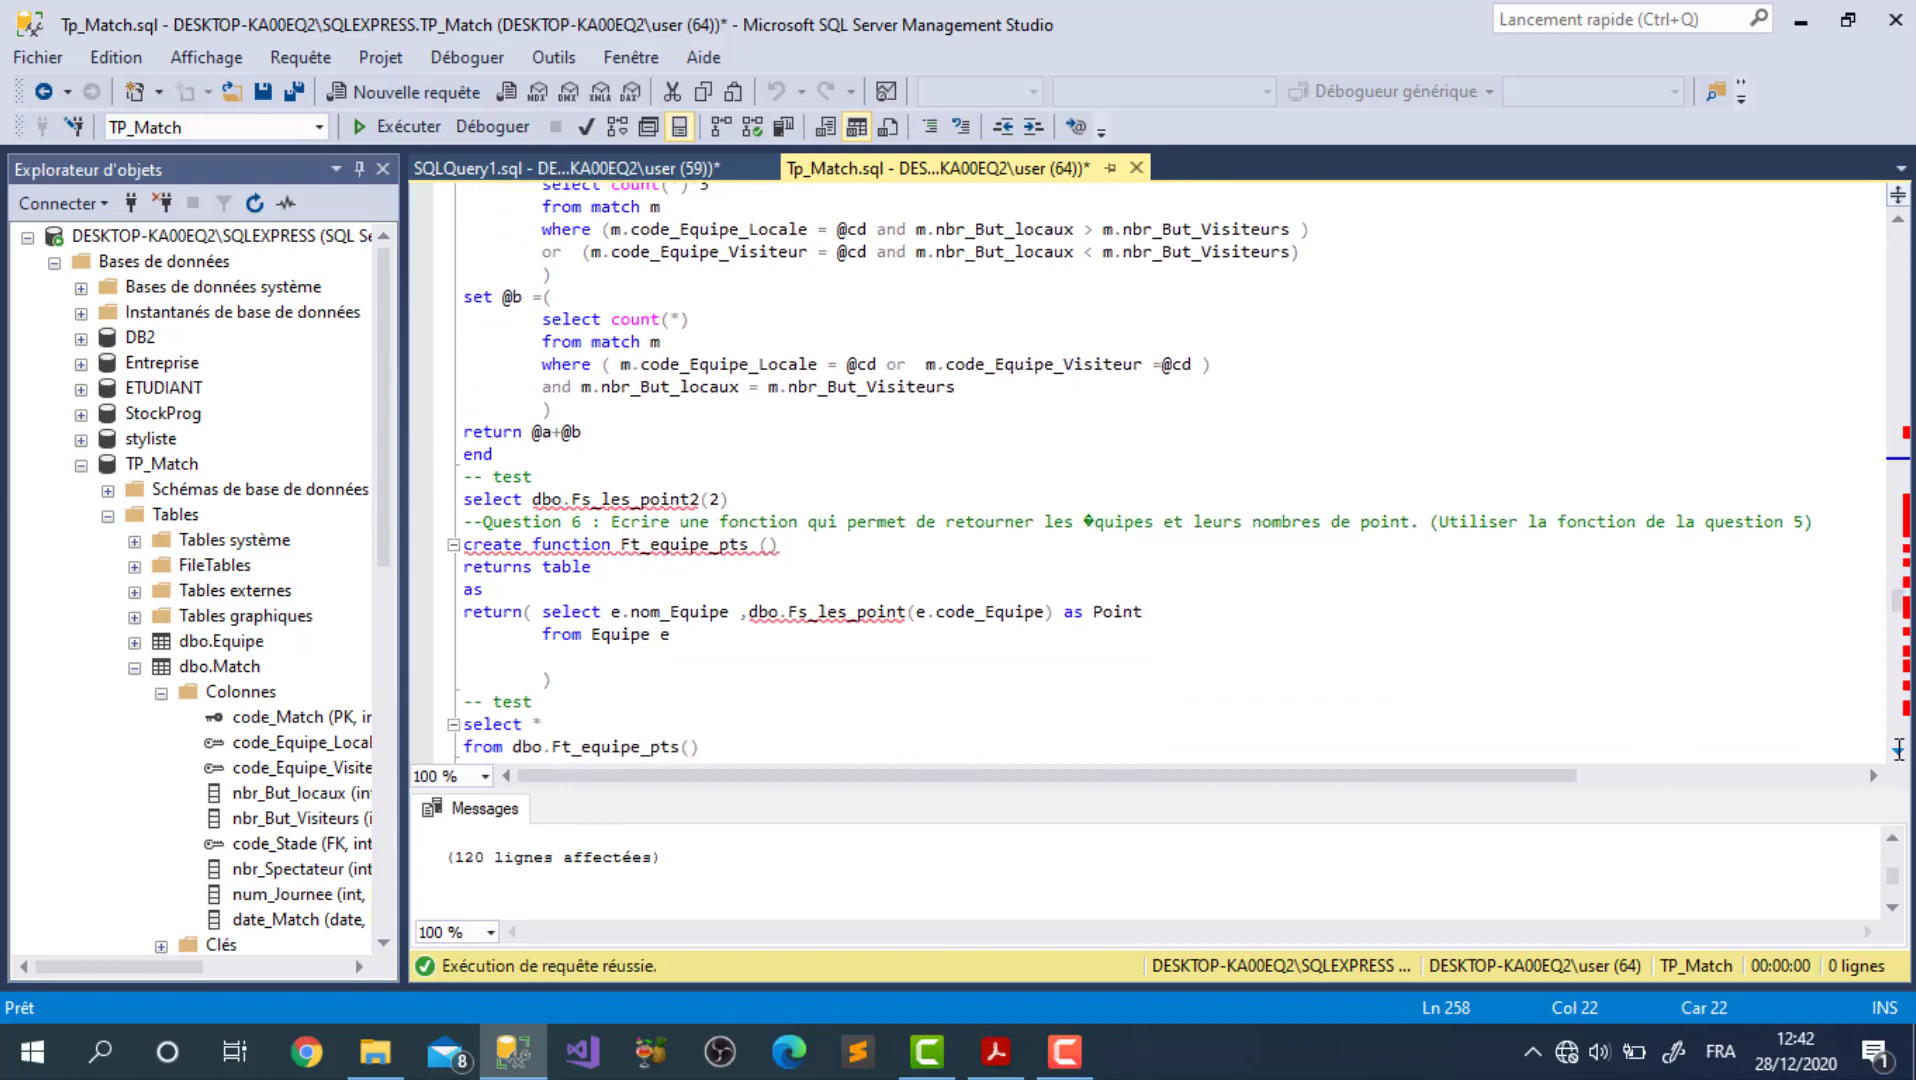 Tp_Match.sql - DESKTOP-KA00EQ2\SQLEXPRESS.TP_Match (DESKTOP-KA00EQ2\user (64))* - Microsoft SQL Server Management Studio
Lancement rapide (Ctrl+Q)
Fichier Edition Affichage Requête Projet Déboguer Outils Fenêtre Aide
Nouvelle requête
MDX DMX XMLA DAX
Débogueur générique
TP_Match
Exécuter Déboguer
Explorateur d'objets
SQLQuery1.sql - DE...KA00EQ2\user (59))*
Tp_Match.sql - DES...KA00EQ2\user (64))*
Connecter
DESKTOP-KA00EQ2\SQLEXPRESS (SQL Se
Bases de données
Bases de données système
Instantanés de base de données
DB2
Entreprise
ETUDIANT
StockProg
styliste
TP_Match
Schémas de base de données
Tables
Tables système
FileTables
Tables externes
Tables graphiques
dbo.Equipe
dbo.Match
Colonnes
code_Match (PK, ir
code_Equipe_Local
code_Equipe_Visite
nbr_But_locaux (in
nbr_But_Visiteurs (i
code_Stade (FK, int
nbr_Spectateur (int
num_Journee (int,
date_Match (date,
Clés
select count(*)*3
from match m
where (m.code_Equipe_Locale = @cd and m.nbr_But_locaux > m.nbr_But_Visiteurs )
or (m.code_Equipe_Visiteur = @cd and m.nbr_But_locaux < m.nbr_But_Visiteurs)
)
set @b =(
select count(*)
from match m
where ( m.code_Equipe_Locale = @cd or m.code_Equipe_Visiteur =@cd )
and m.nbr_But_locaux = m.nbr_But_Visiteurs
)
return @a+@b
end
-- test
select dbo.Fs_les_point2(2)
--Question 6 : Ecrire une fonction qui permet de retourner les �quipes et leurs nombres de point. (Utiliser la fonction de la question 5)
create function Ft_equipe_pts ()
returns table
as
return( select e.nom_Equipe ,dbo.Fs_les_point(e.code_Equipe) as Point
from Equipe e
)
-- test
select *
from dbo.Ft_equipe_pts()
100 %
Messages
(120 lignes affectées)
100 %
Exécution de requête réussie.
DESKTOP-KA00EQ2\SQLEXPRESS ... DESKTOP-KA00EQ2\user (64) TP_Match 00:00:00 0 lignes
Prêt
Ln 258 Col 22 Car 22 INS
8
FRA
12:42
28/12/2020
1